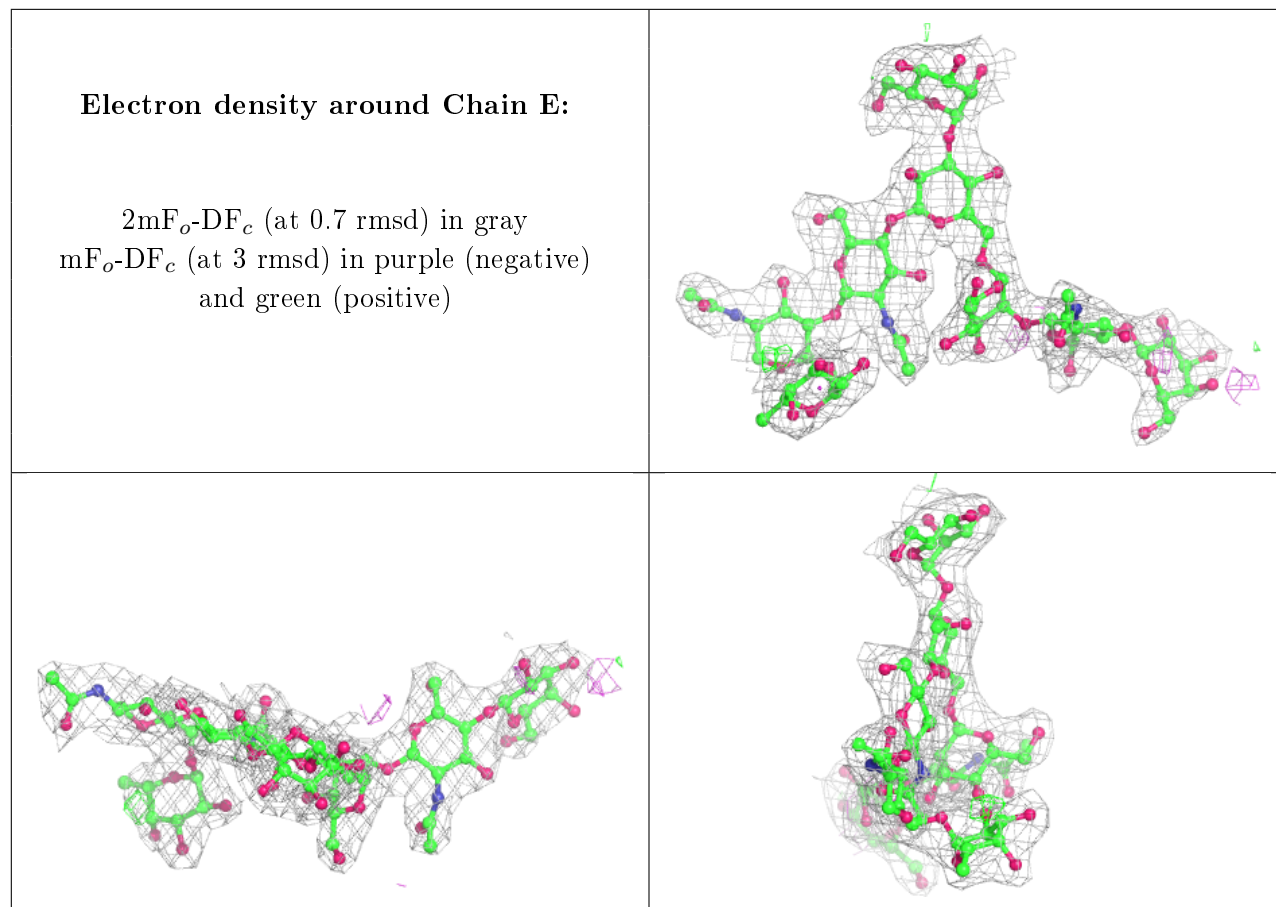 Electron density around Chain E:
2mFₒ-DF𝒸 (at 0.7 rmsd) in gray
mFₒ-DF𝒸 (at 3 rmsd) in purple (negative)
and green (positive)